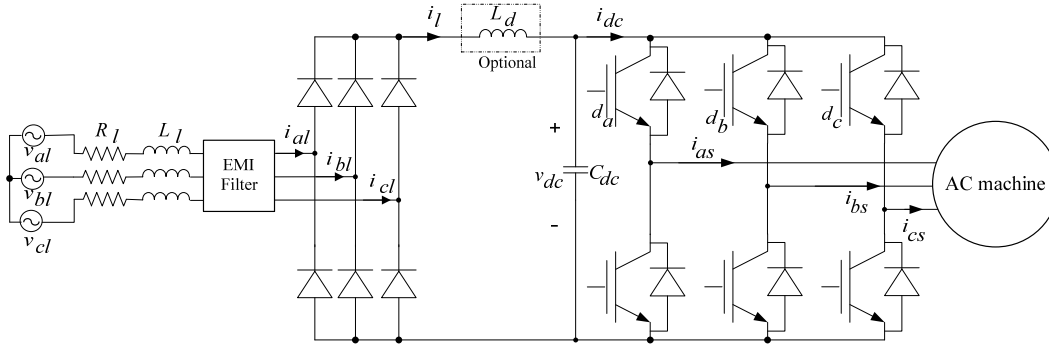 i_l
L_d
i_dc
Optional
R_l
L_l
v_al
v_bl
v_cl
EMI
Filter
i_al
i_bl
i_cl
+
v_dc
C_dc
-
d_a
d_b
d_c
i_as
i_bs
i_cs
AC machine